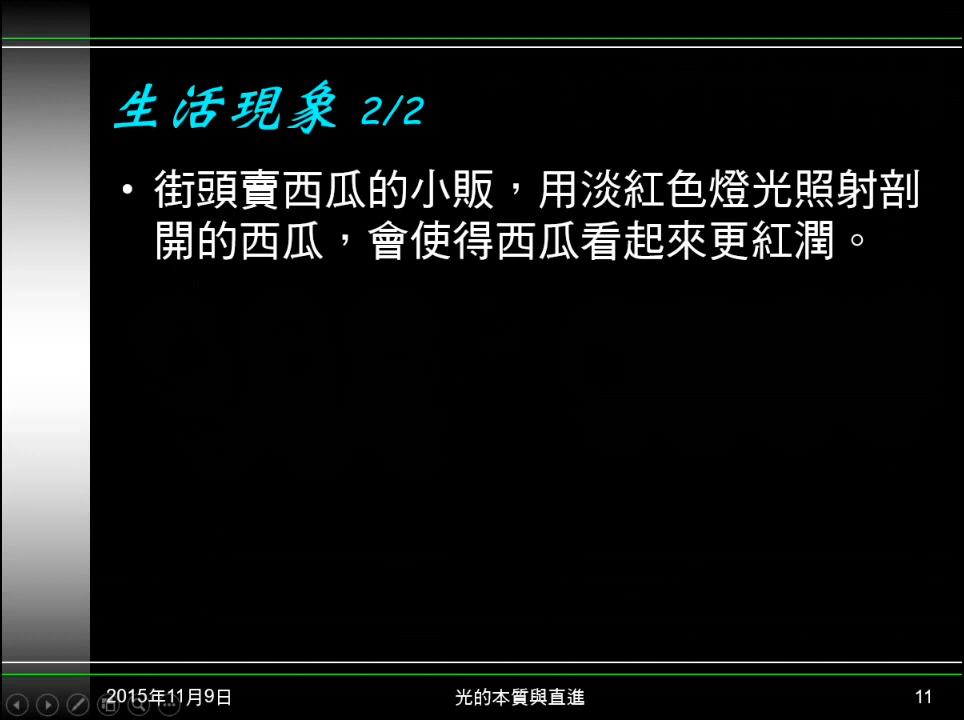 生活現象 2/2
• 街頭賣西瓜的小販，用淡紅色燈光照射剖
開的西瓜，會使得西瓜看起來更紅潤。
2015年11月9日
光的本質與直進
11